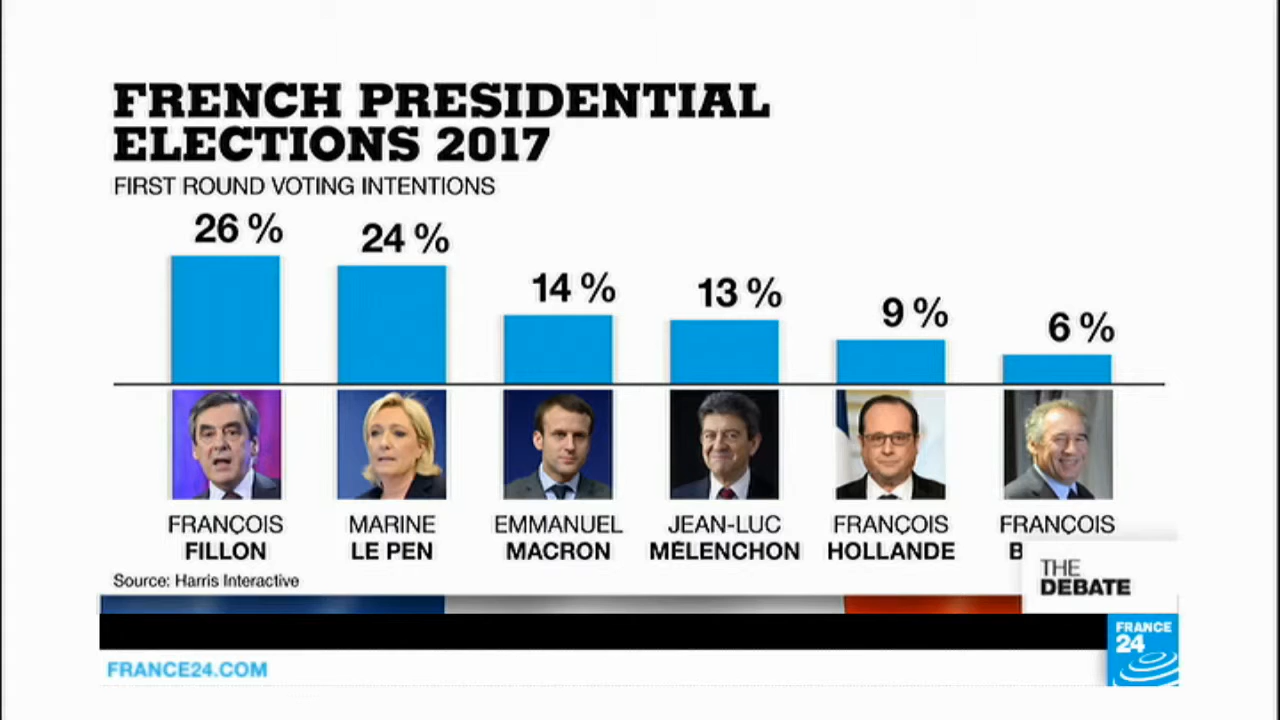 FRENCH PRESIDENTIAL
ELECTIONS 2017
FIRST ROUND VOTING INTENTIONS
26 % 24 % 14 % 13 % 9 % 6 %
FRANÇOIS MARINE EMMANUEL JEAN-LUC FRANÇOIS FRANÇOIS
FILLON LE PEN MACRON MÉLENCHON HOLLANDE
Source: Harris Interactive
THE
DEBATE
FRANCE
24
FRANCE24.COM